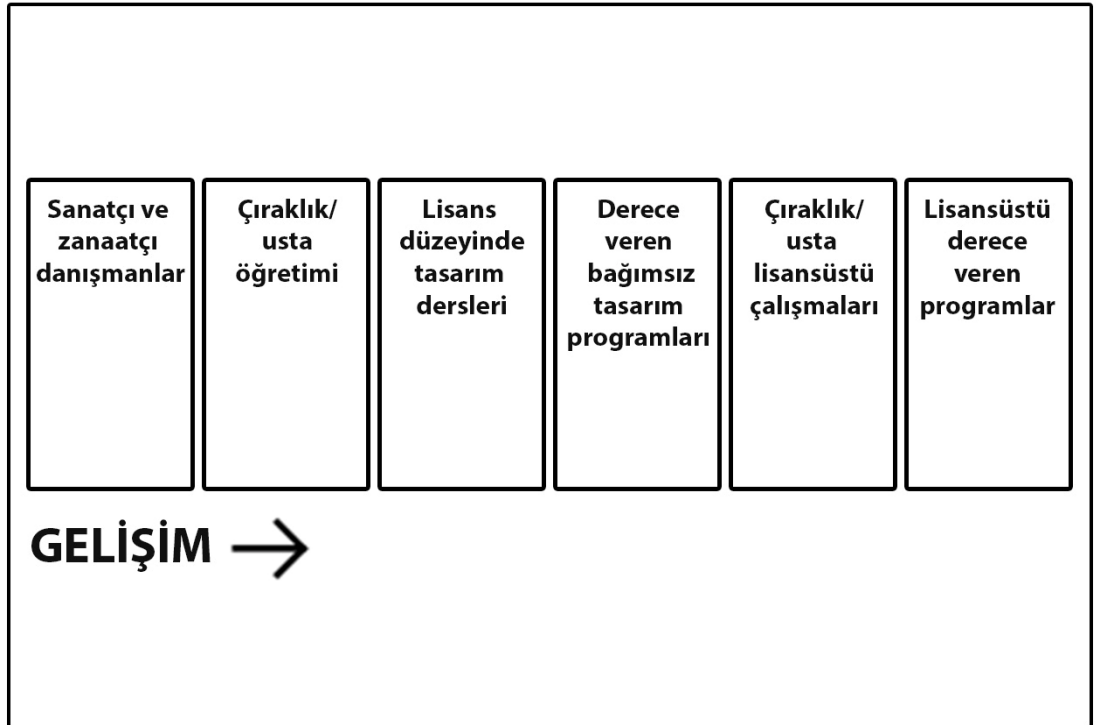 Sanatçı ve
zanaatçı
danışmanlar
Çıraklık/
usta
öğretimi
Lisans
düzeyinde
tasarım
dersleri
Derece
veren
bağımsız
tasarım
programları
Çıraklık/
usta
lisansüstü
çalışmaları
Lisansüstü
derece
veren
programlar
GELİŞİM →